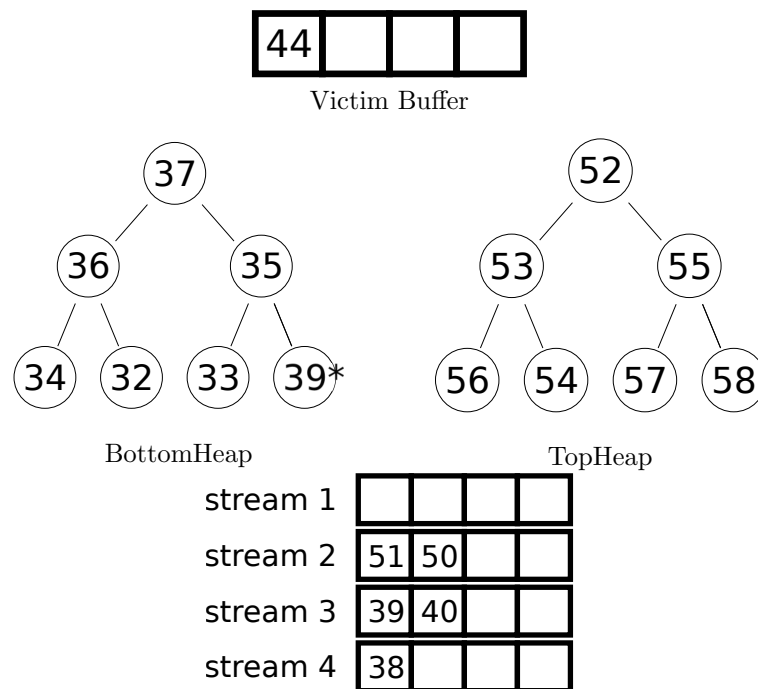 44
Victim Buffer
37
52
36 35
53 55
34 32 33 39*
56 54 57 58
BottomHeap
TopHeap
stream 1
stream 2 51 50
stream 3 39 40
stream 4 38